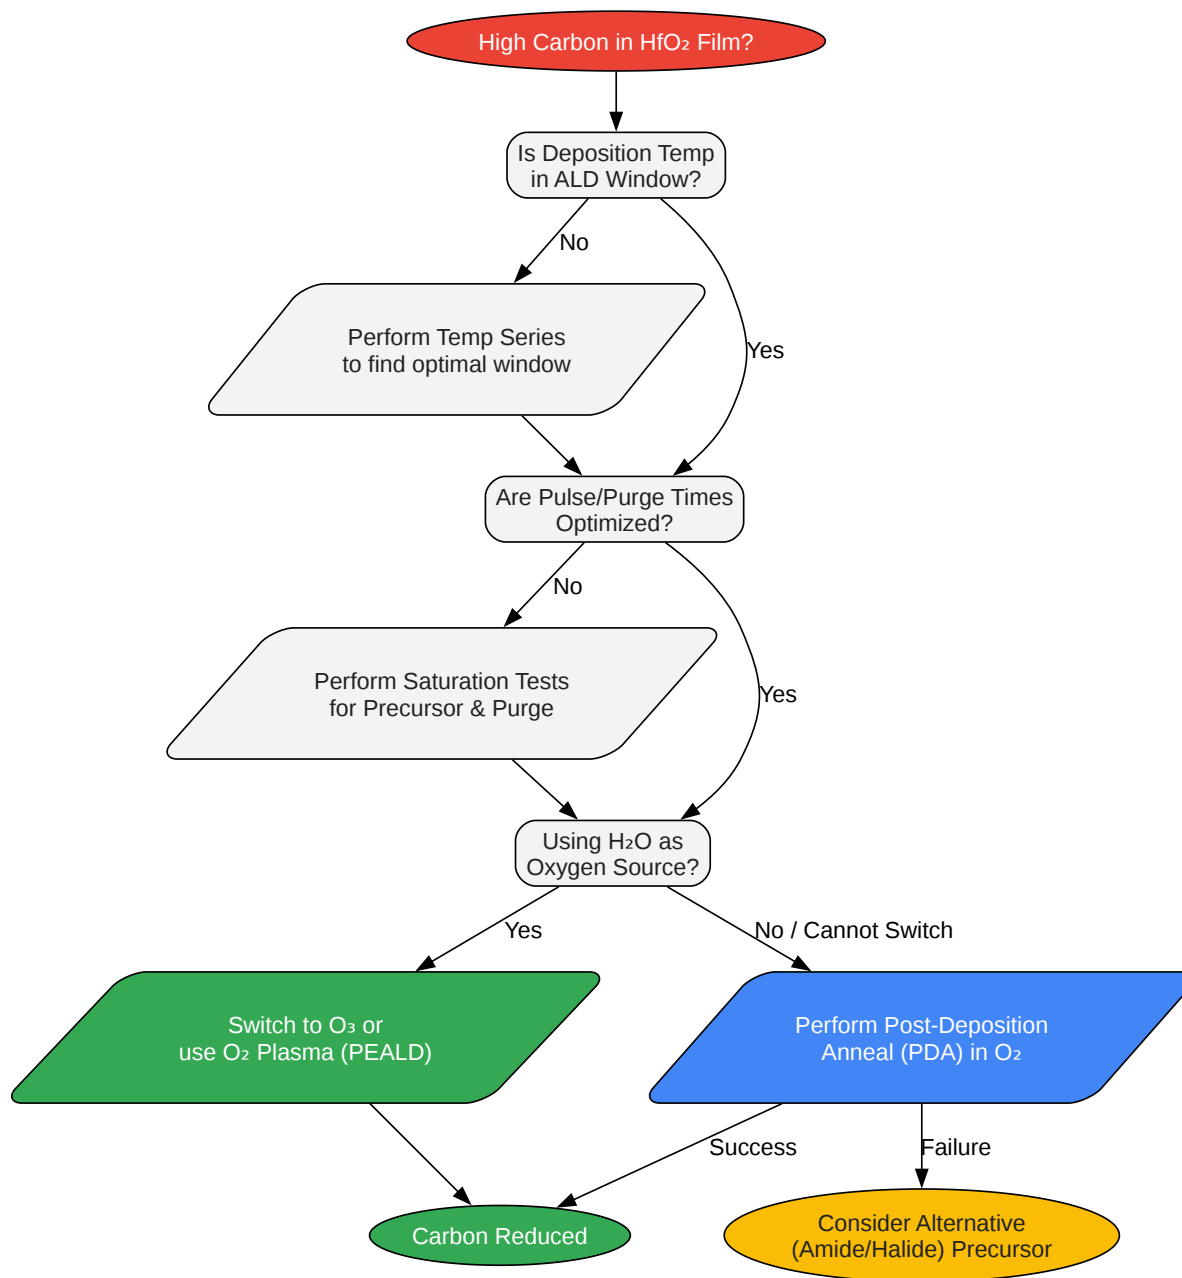 High Carbon in HfO₂ Film?
Is Deposition Temp
in ALD Window?
No
Perform Temp Series
to find optimal window
Yes
Are Pulse/Purge Times
Optimized?
No
Perform Saturation Tests
for Precursor & Purge
Yes
Using H₂O as
Oxygen Source?
Yes
No / Cannot Switch
Switch to O₃ or
use O₂ Plasma (PEALD)
Perform Post-Deposition
Anneal (PDA) in O₂
Success
Failure
Carbon Reduced
Consider Alternative
(Amide/Halide) Precursor